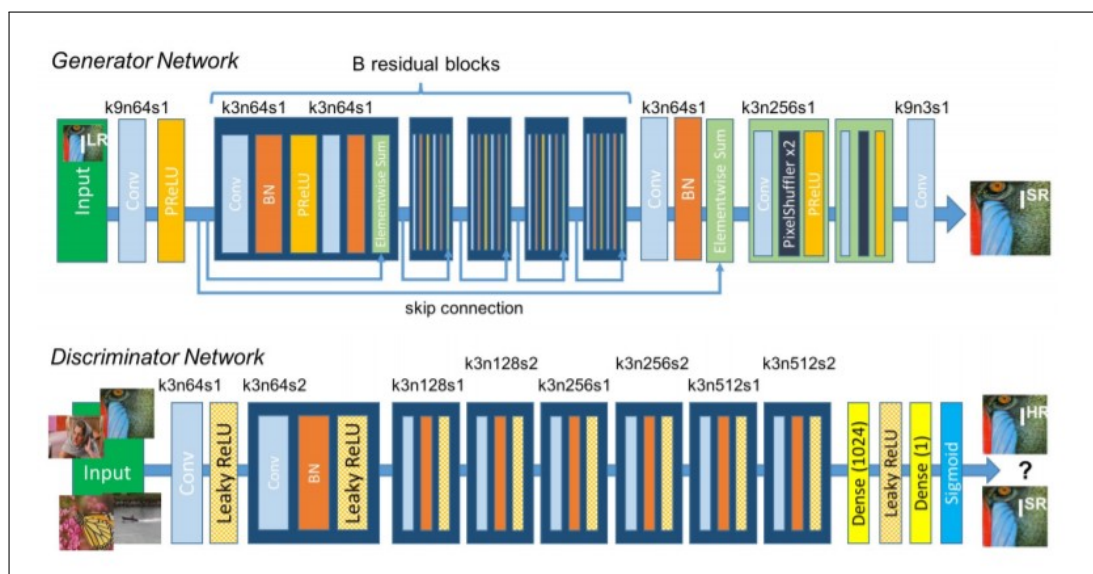 Generator Network
B residual blocks
k9n64s1
k3n64s1
k3n64s1
k3n64s1
k3n256s1
k9n3s1
I LR
Input
Conv
PReLU
Conv
BN
PReLU
Elementwise Sum
Conv
BN
Elementwise Sum
Conv
PixelShuffler x2
PReLU
Conv
I SR
skip connection
Discriminator Network
k3n64s1
k3n64s2
k3n128s1
k3n128s2
k3n256s1
k3n256s2
k3n512s1
k3n512s2
Input
Conv
Leaky ReLU
Conv
BN
Leaky ReLU
Dense (1024)
Leaky ReLU
Dense (1)
Sigmoid
I HR
?
I SR